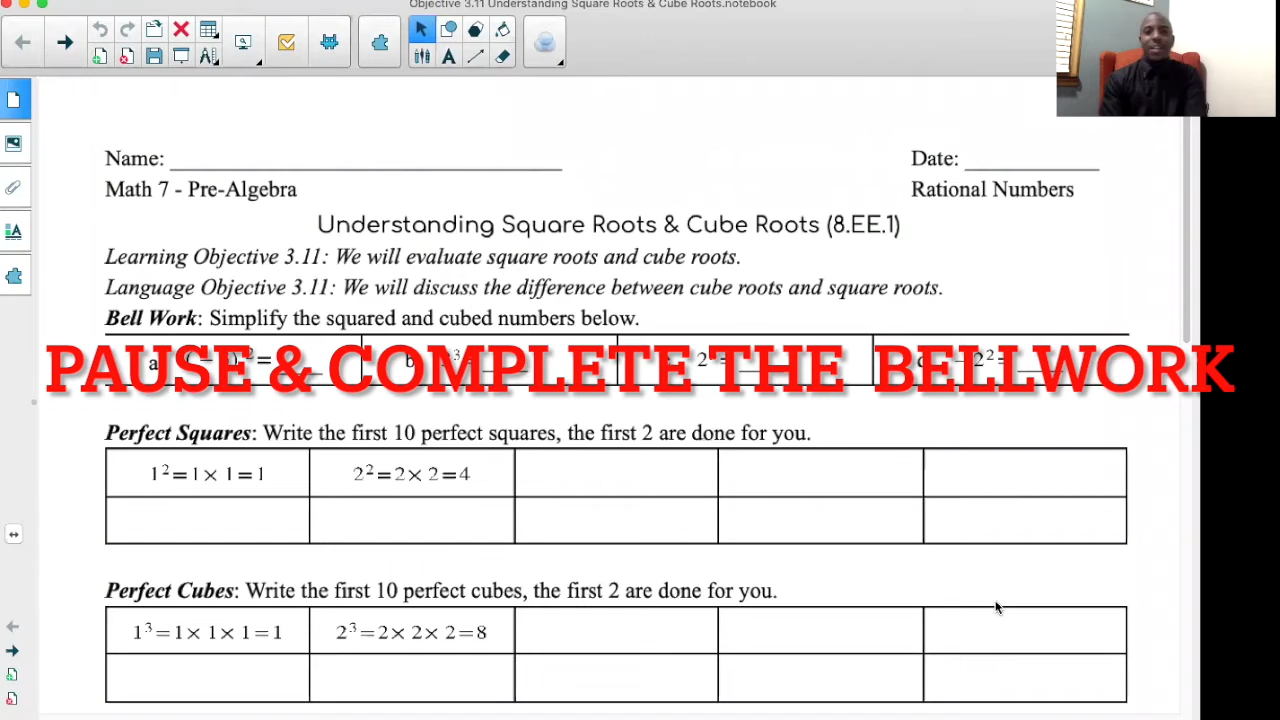 Objective 3.11 Understanding Square Roots & Cube Roots.notebook
Name:
Date:
Math 7 - Pre-Algebra
Rational Numbers
Understanding Square Roots & Cube Roots (8.EE.1)
Learning Objective 3.11: We will evaluate square roots and cube roots.
Language Objective 3.11: We will discuss the difference between cube roots and square roots.
Bell Work: Simplify the squared and cubed numbers below.
PAUSE & COMPLETE THE BELLWORK
Perfect Squares: Write the first 10 perfect squares, the first 2 are done for you.
1²=1×1=1
2²=2×2=4
Perfect Cubes: Write the first 10 perfect cubes, the first 2 are done for you.
1³=1×1×1=1
2³=2×2×2=8